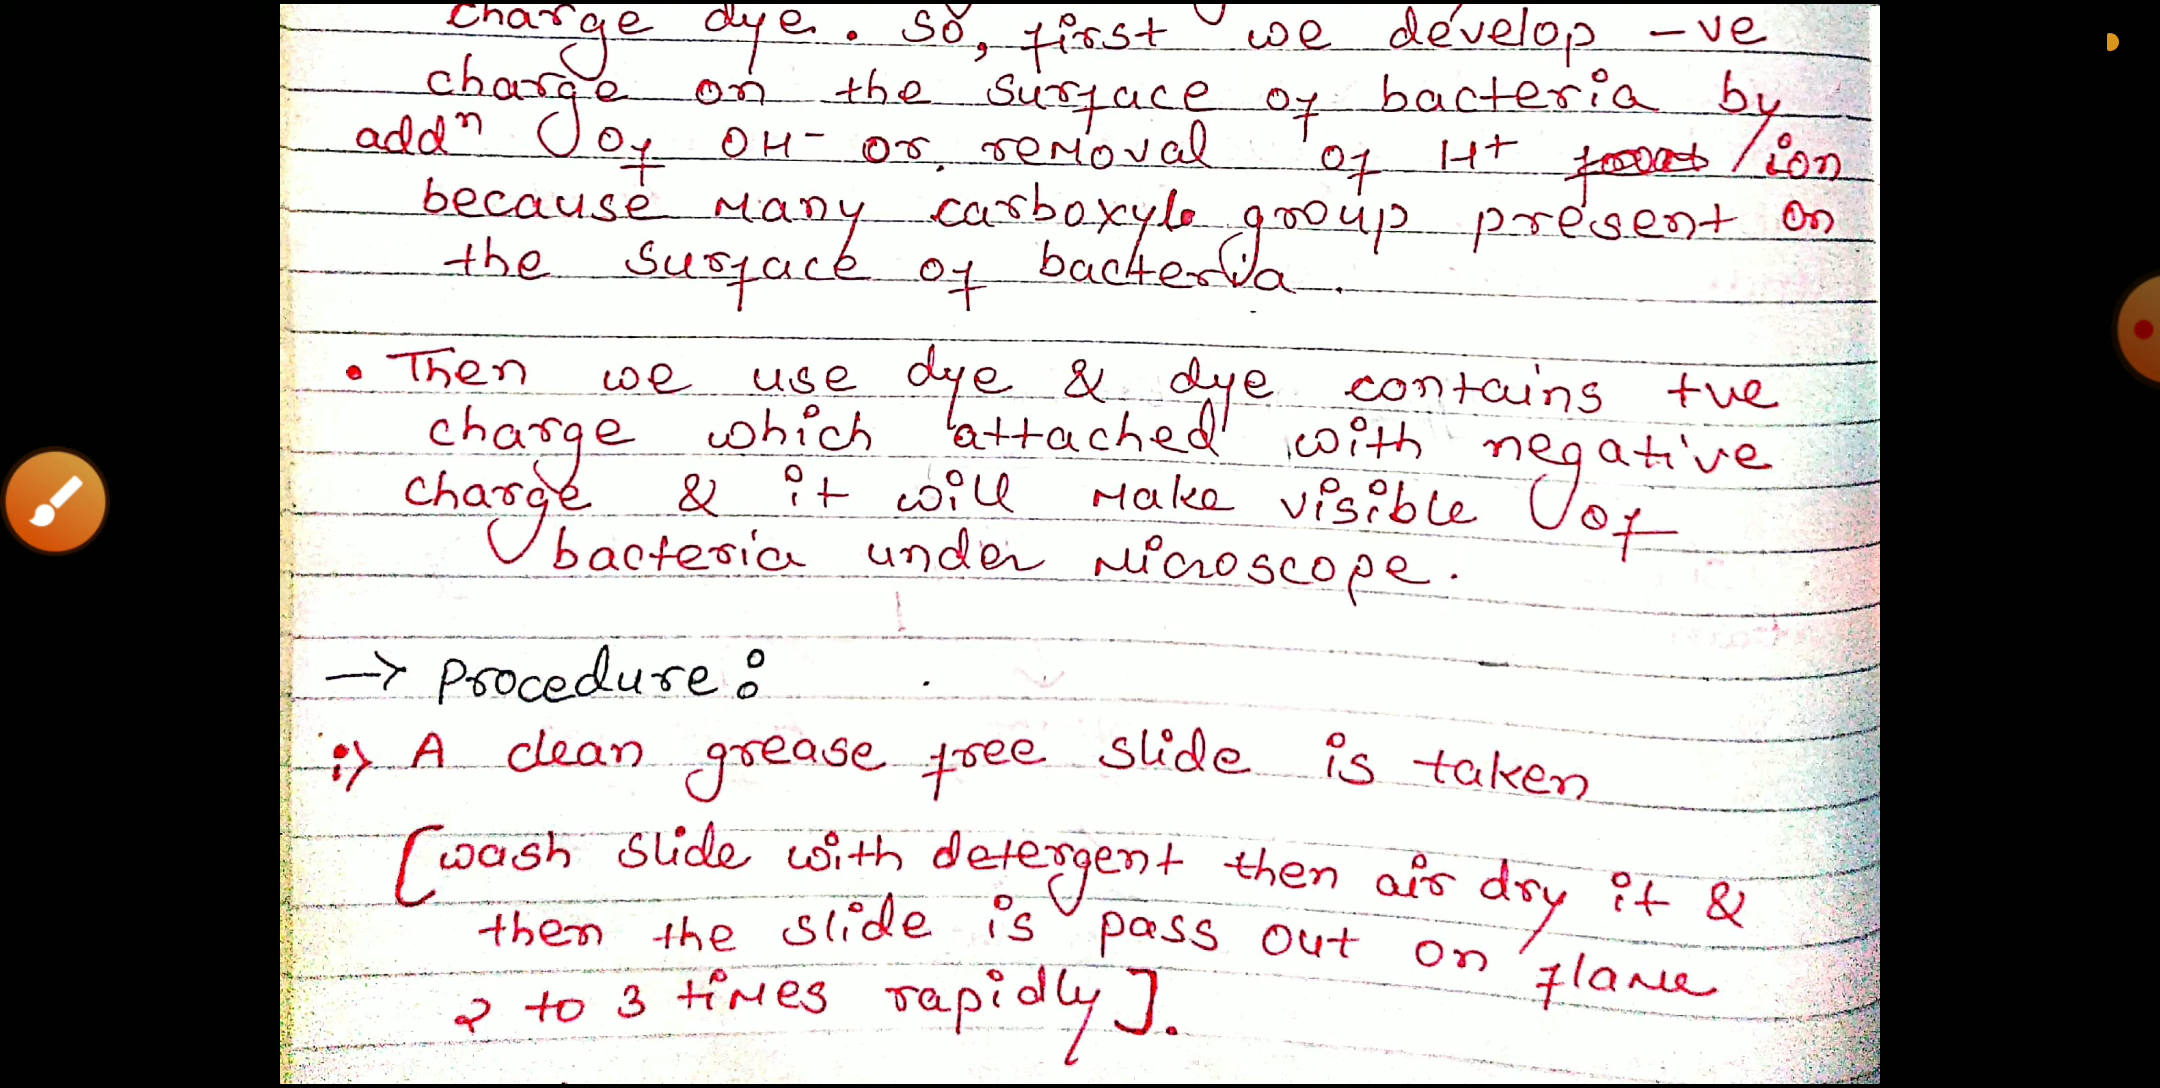 charge dye. So, first we develop -ve
charge on the surface of bacteria by
addⁿ of OH⁻ or removal of H+ /ion
because many carboxyle group present on
the surface of bacteria.
• Then we use dye & dye contains +ve
charge which attached with negative
charge & it will make visible of
bacteria under microscope.
→ Procedure:
i> A clean grease free slide is taken
[wash slide with detergent then air dry it &
then the slide is pass out on flame
2 to 3 times rapidly].